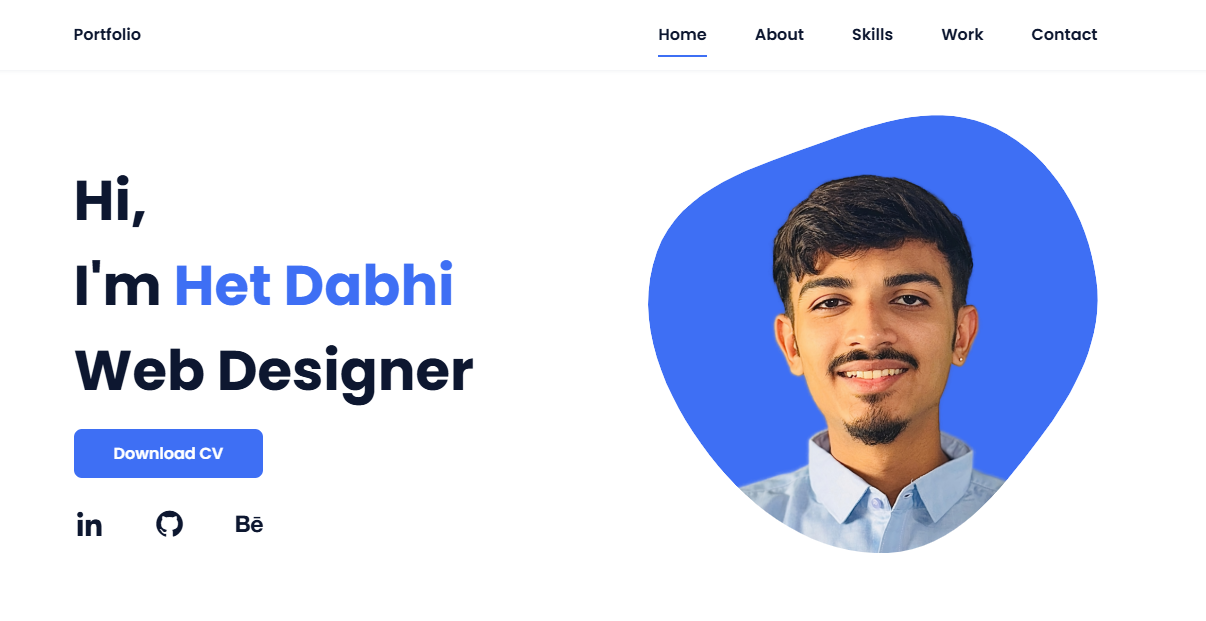 Portfolio
Home About Skills Work Contact
Hi,
I'm Het Dabhi
Web Designer
Download CV
in
Bē